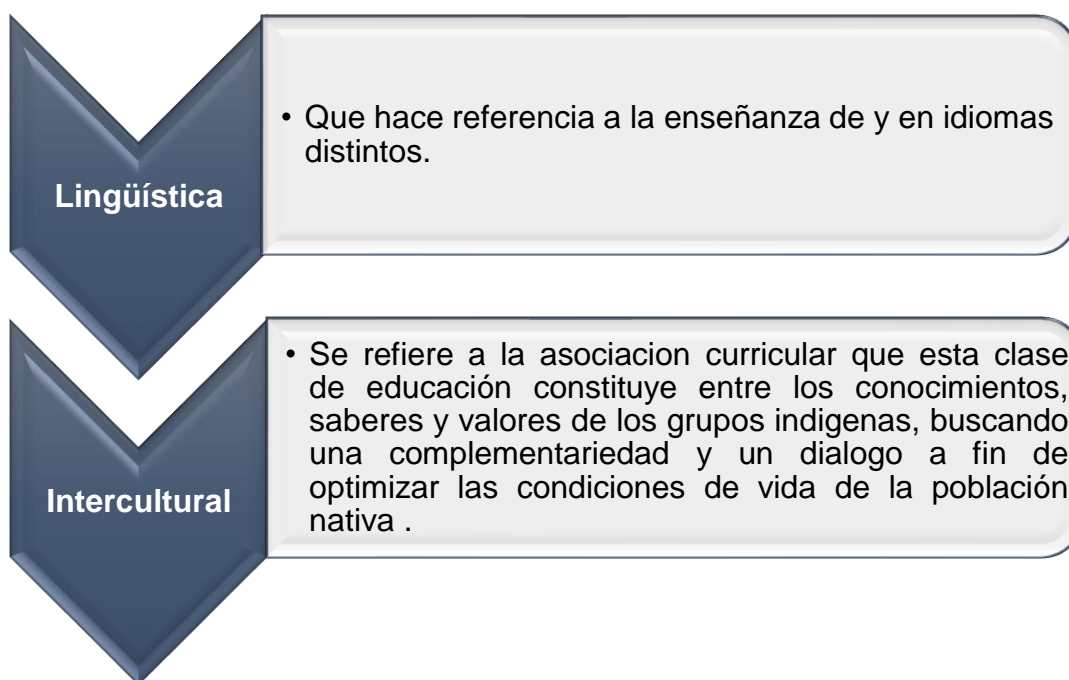 Lingüística
• Que hace referencia a la enseñanza de y en idiomas
distintos.
Intercultural
• Se refiere a la asociacion curricular que esta clase
de educación constituye entre los conocimientos,
saberes y valores de los grupos indigenas, buscando
una complementariedad y un dialogo a fin de
optimizar las condiciones de vida de la población
nativa .